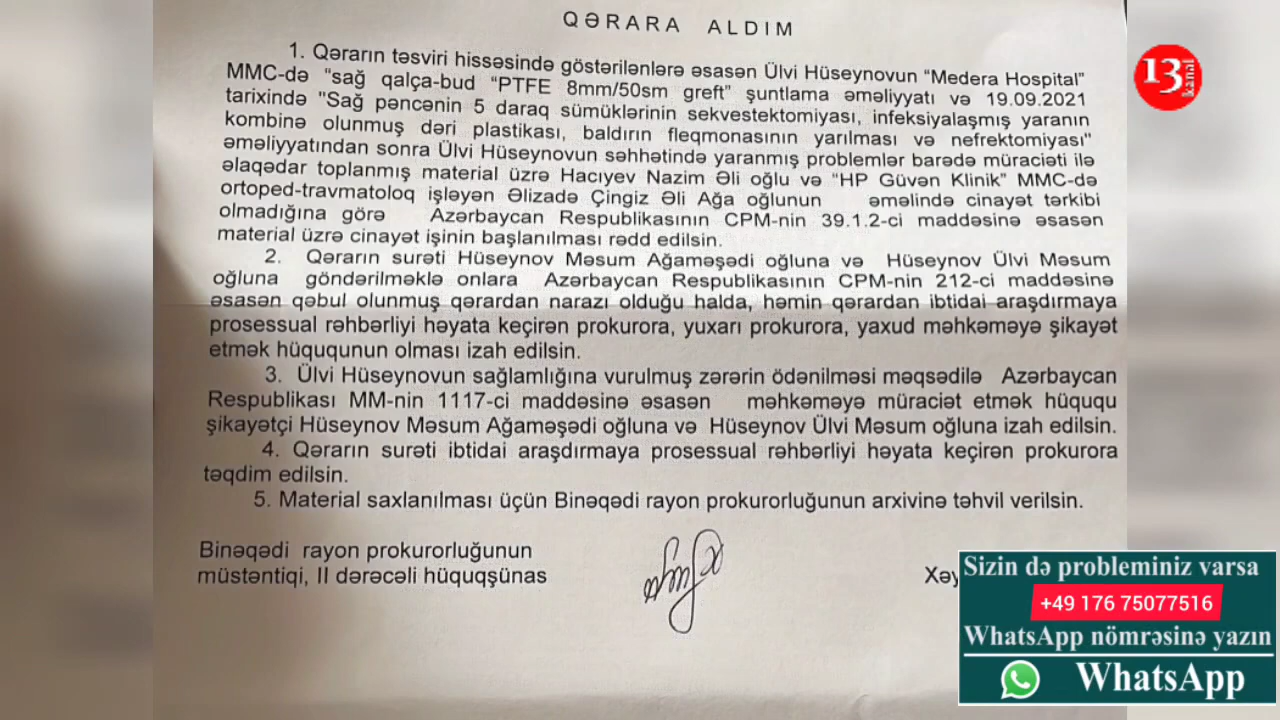 QƏRARA ALDIM
1. Qərarın təsviri hissəsində göstərilənlərə əsasən Ülvi Hüseynovun “Medera Hospital”
MMC-də “sağ qalça-bud “PTFE 8mm/50sm greft” şuntlama əməliyyatı və 19.09.2021
tarixində "Sağ pəncənin 5 daraq sümüklərinin sekvestektomiyası, infeksiyalaşmış yaranın
kombinə olunmuş dəri plastikası, baldırın fleqmonasının yarılması və nefrektomiyası"
əməliyyatından sonra Ülvi Hüseynovun səhhətində yaranmış problemlər barədə müraciəti ilə
əlaqədar toplanmış material üzrə Hacıyev Nazim Əli oğlu və “HP Güvən Klinik” MMC-də
ortoped-travmatoloq işləyən Əlizadə Çingiz Əli Ağa oğlunun əməlində cinayət tərkibi
olmadığına görə Azərbaycan Respublikasının CPM-nin 39.1.2-ci maddəsinə əsasən
material üzrə cinayət işinin başlanılması rədd edilsin.
2. Qərarın surəti Hüseynov Məsum Ağaməşədi oğluna və Hüseynov Ülvi Məsum
oğluna göndərilməklə onlara Azərbaycan Respublikasının CPM-nin 212-ci maddəsinə
əsasən qəbul olunmuş qərardan narazı olduğu halda, həmin qərardan ibtidai araşdırmaya
prosessual rəhbərliyi həyata keçirən prokurora, yuxarı prokurora, yaxud məhkəməyə şikayət
etmək hüququnun olması izah edilsin.
3. Ülvi Hüseynovun sağlamlığına vurulmuş zərərin ödənilməsi məqsədilə Azərbaycan
Respublikası MM-nin 1117-ci maddəsinə əsasən məhkəməyə müraciət etmək hüququ
şikayətçi Hüseynov Məsum Ağaməşədi oğluna və Hüseynov Ülvi Məsum oğluna izah edilsin.
4. Qərarın surəti ibtidai araşdırmaya prosessual rəhbərliyi həyata keçirən prokurora
təqdim edilsin.
5. Material saxlanılması üçün Binəqədi rayon prokurorluğunun arxivinə təhvil verilsin.
Binəqədi rayon prokurorluğunun
müstəntiqi, II dərəcəli hüquqşünas
Xəy
13 kanal
Sizin də probleminiz varsa
+49 176 75077516
WhatsApp nömrəsinə yazın
WhatsApp